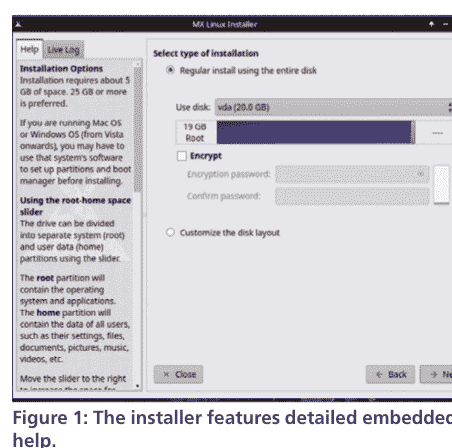 MX Linux Installer
Help
Live Log
Installation Options
Installation requires about 5
GB of space. 25 GB or more
is preferred.
If you are running Mac OS
or Windows OS (from Vista
onwards), you may have to
use that system's software
to set up partitions and boot
manager before installing.
Using the root-home space
slider
The drive can be divided
into separate system (root)
and user data (home)
partitions using the slider.
The root partition will
contain the operating
system and applications.
The home partition will
contain the data of all users,
such as their settings, files,
documents, pictures, music,
videos, etc.
Move the slider to the right
to increase the space for
Select type of installation
Regular install using the entire disk
Use disk: vda (20.0 GB)
19 GB
Root
----
Encrypt
Encryption password:
Confirm password:
Customize the disk layout
Close
Back
Ne
Figure 1: The installer features detailed embedded
help.